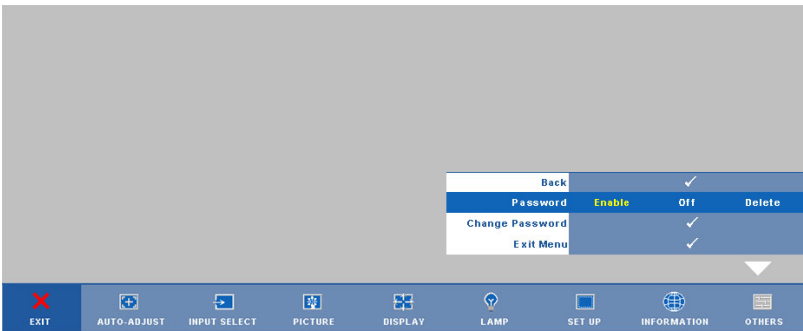 Back
Password Enable Off Delete
Change Password
Exit Menu
EXIT AUTO-ADJUST INPUT SELECT PICTURE DISPLAY LAMP SET UP INFORMATION OTHERS